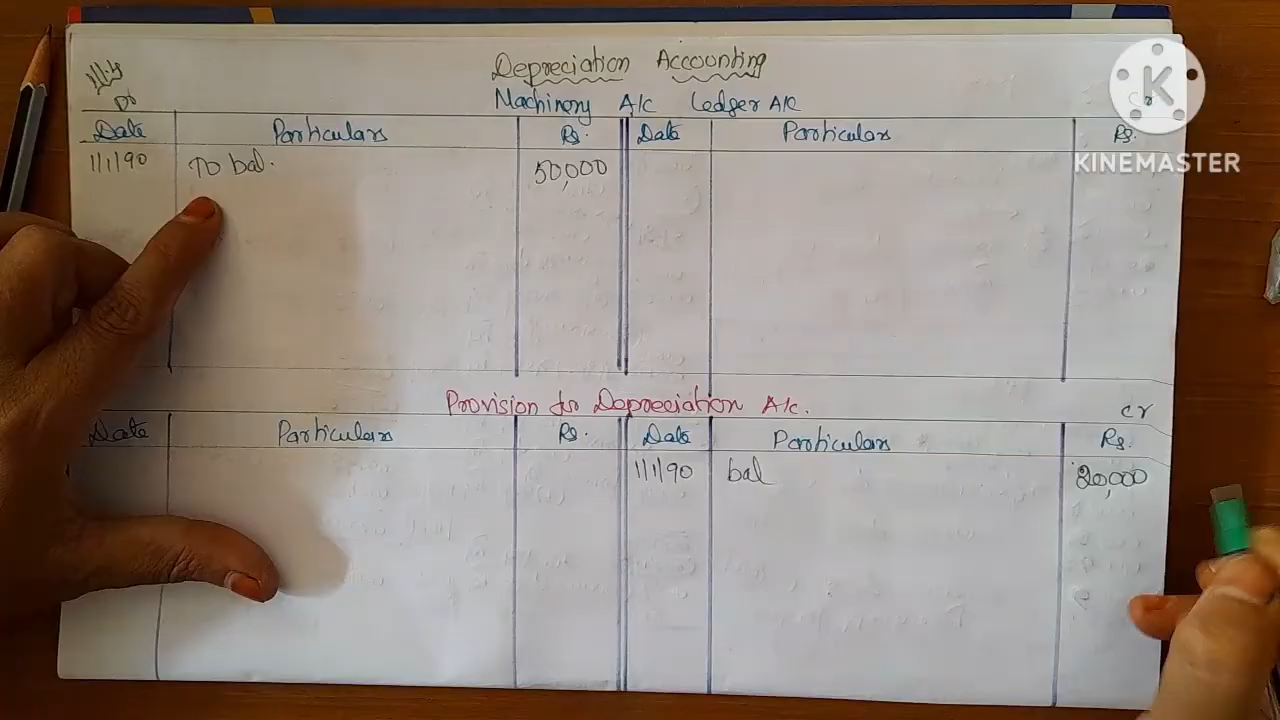 Depreciation Accounting
Dr Machinery A/c Ledger A/c Cr
Date Particulars Rs. Date Particulars Rs.
1/1/90 To bal. 50,000
Provision for Depreciation A/c. Cr
Date Particulars Rs. Date Particulars Rs.
1/1/90 bal 20,000
K
KINEMASTER